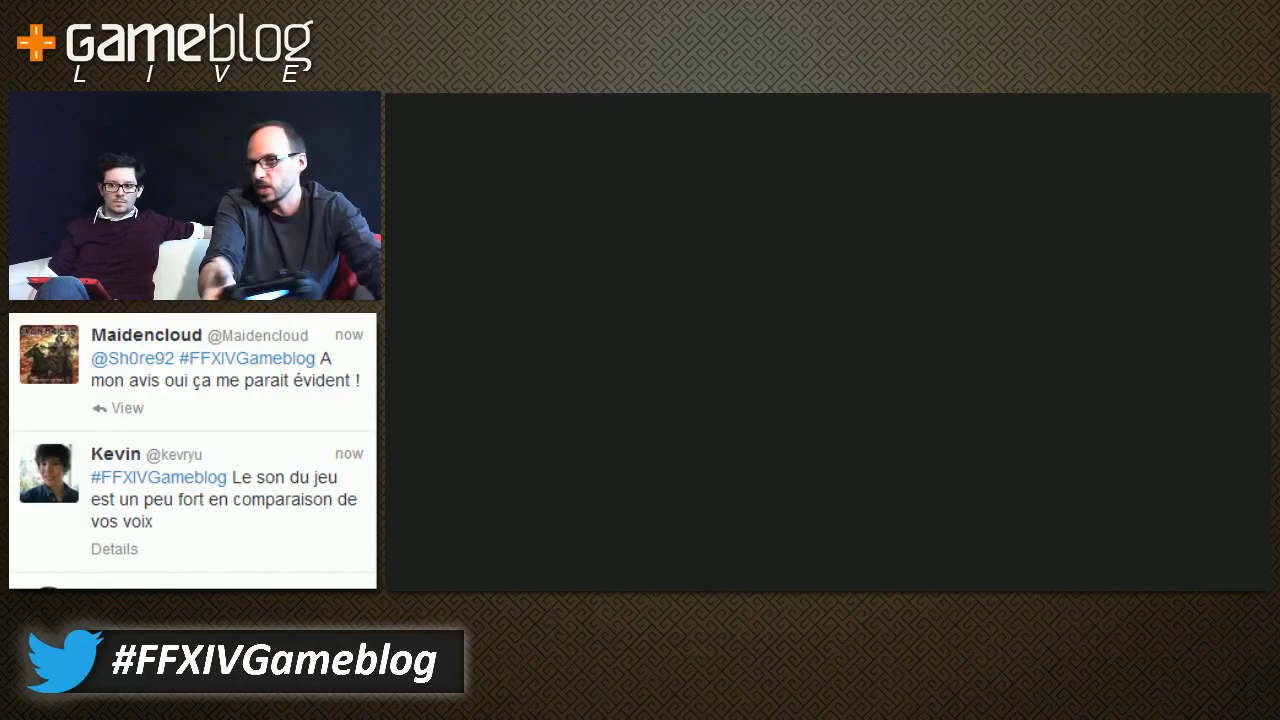 Gameblog
LIVE
Maidencloud @Maidencloud now
@Sh0re92 #FFXIVGameblog A
mon avis oui ça me parait évident !
View
Kevin @kevryu now
#FFXIVGameblog Le son du jeu
est un peu fort en comparaison de
vos voix
Details
#FFXIVGameblog